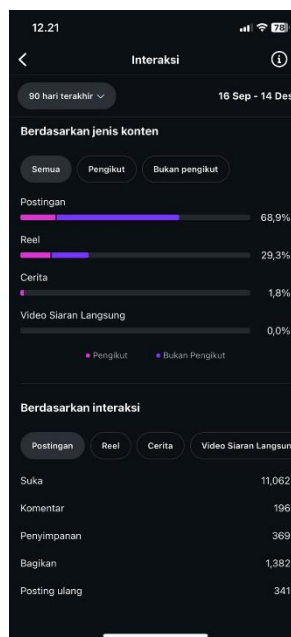 12.21
78
Interaksi
90 hari terakhir
16 Sep - 14 Des
Berdasarkan jenis konten
Semua
Pengikut
Bukan pengikut
Postingan
68,9%
Reel
29,3%
Cerita
1,8%
Video Siaran Langsung
0,0%
Pengikut
Bukan Pengikut
Berdasarkan interaksi
Postingan
Reel
Cerita
Video Siaran Langsun
Suka
11,062
Komentar
196
Penyimpanan
369
Bagikan
1,382
Posting ulang
341